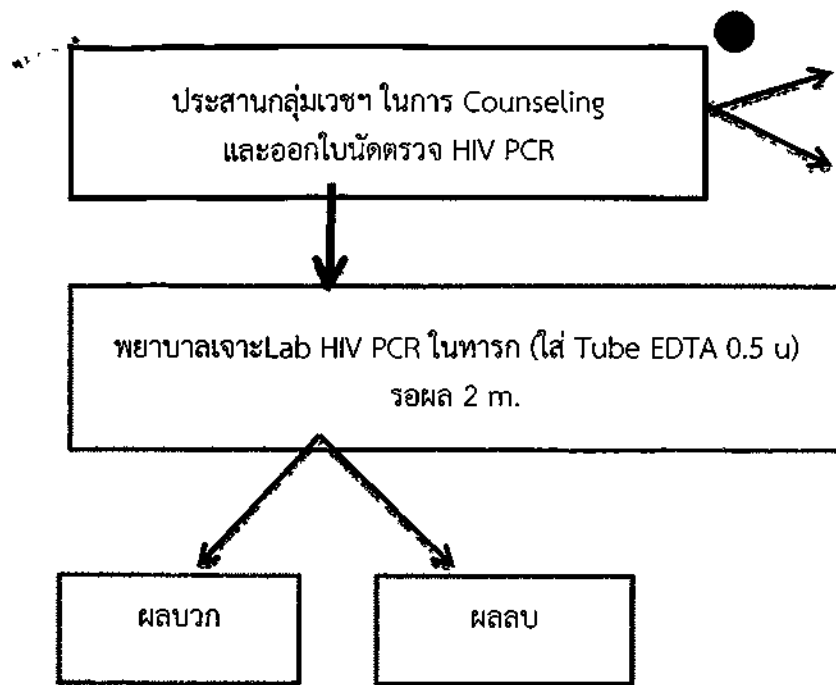 ประสานกลุ่มเวชฯ ในการ Counseling
และออกใบนัดตรวจ HIV PCR
พยาบาลเจาะLab HIV PCR ในทารก (ใส่ Tube EDTA 0.5 u)
รอผล 2 m.
ผลบวก
ผลลบ